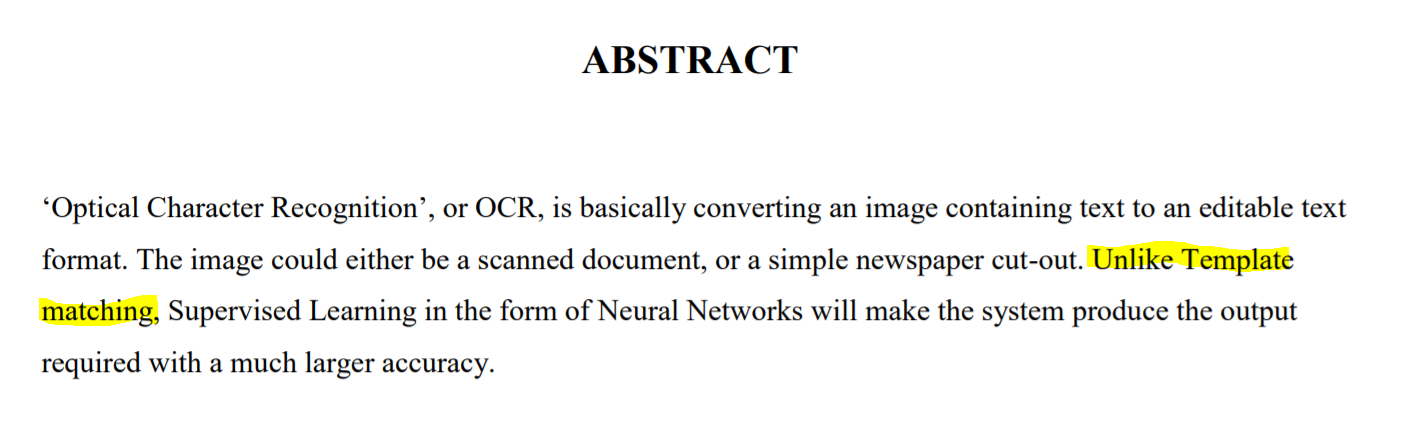 ABSTRACT
‘Optical Character Recognition’, or OCR, is basically converting an image containing text to an editable text
format. The image could either be a scanned document, or a simple newspaper cut-out. Unlike Template
matching, Supervised Learning in the form of Neural Networks will make the system produce the output
required with a much larger accuracy.